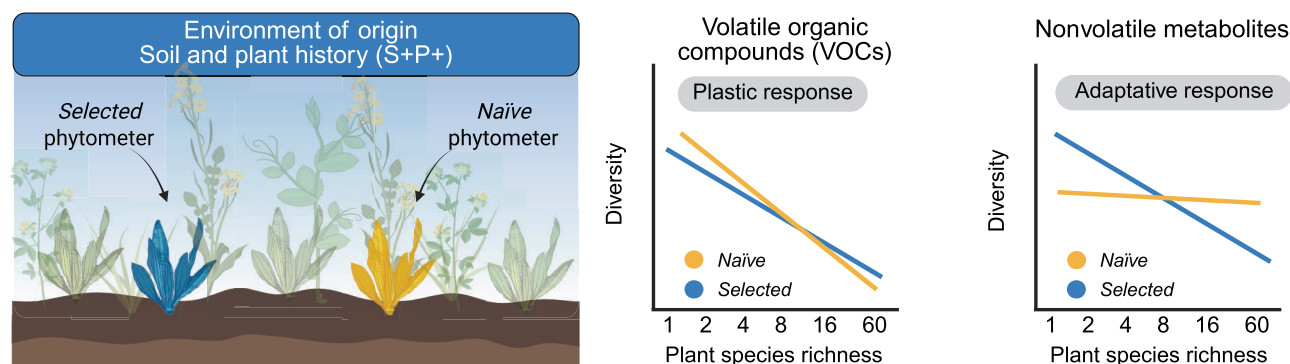 Environment of origin
Soil and plant history (S+P+)
Selected
phytometer
Naïve
phytometer
Volatile organic
compounds (VOCs)
Plastic response
Diversity
Naïve
Selected
1 2 4 8 16 60
Plant species richness
Nonvolatile metabolites
Adaptative response
Diversity
Naïve
Selected
1 2 4 8 16 60
Plant species richness